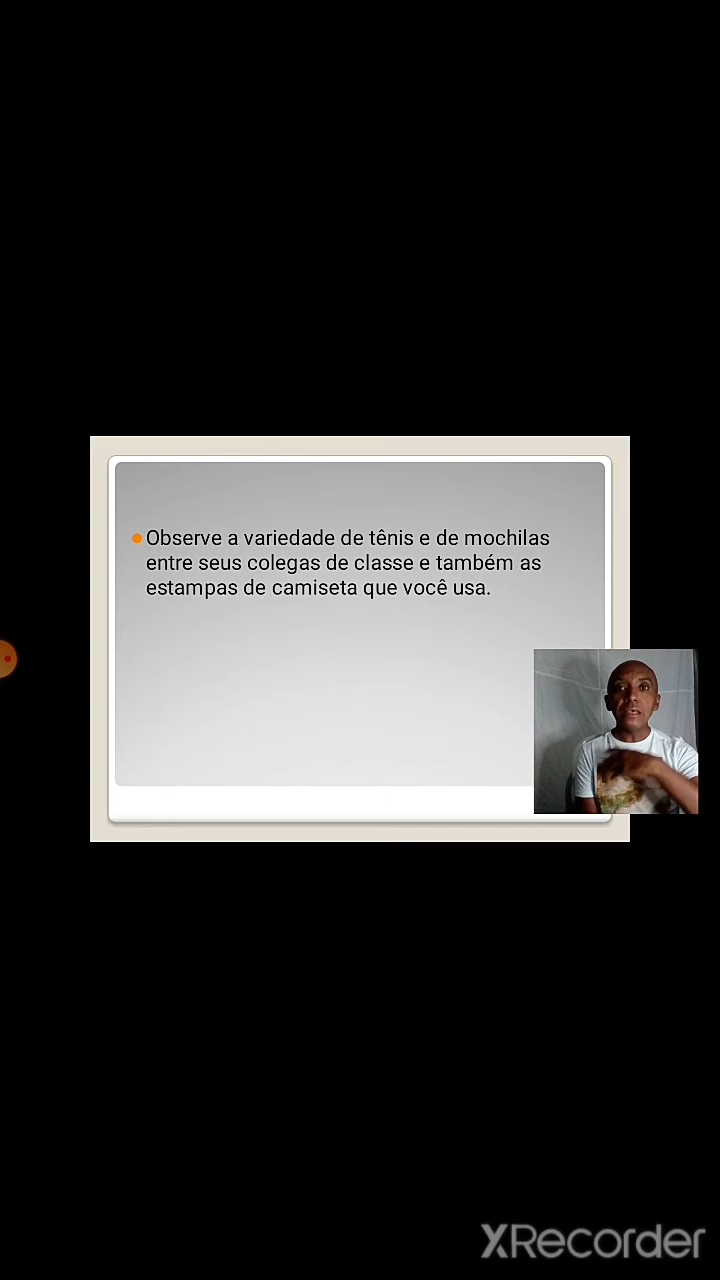 Observe a variedade de tênis e de mochilas
entre seus colegas de classe e também as
estampas de camiseta que você usa.
XRecorder